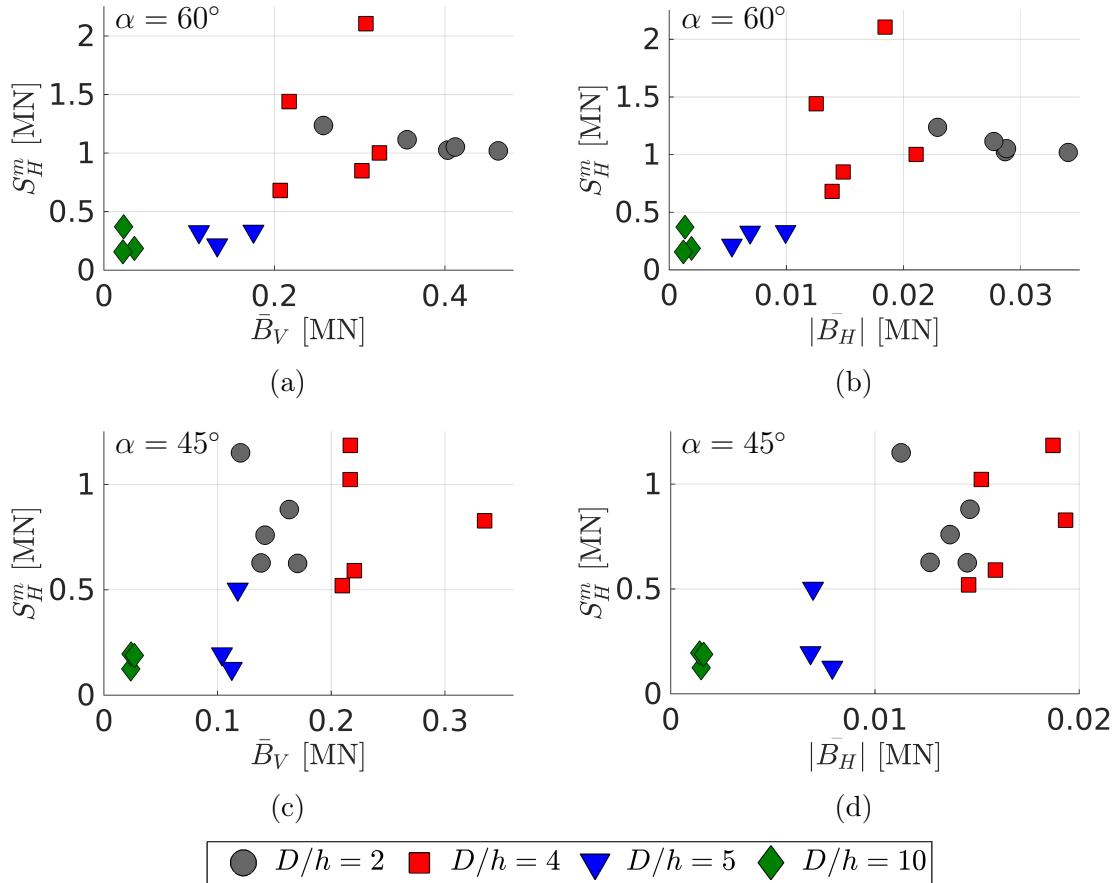 α = 60°
S_H^m [MN]
2
1.5
1
0.5
0
0 0.2 0.4
B̄_V [MN]
(a)
α = 60°
S_H^m [MN]
2
1.5
1
0.5
0
0 0.01 0.02 0.03
|B̄_H| [MN]
(b)
α = 45°
S_H^m [MN]
1
0.5
0
0 0.1 0.2 0.3
B̄_V [MN]
(c)
α = 45°
S_H^m [MN]
1
0.5
0
0 0.01 0.02
|B̄_H| [MN]
(d)
D/h = 2 D/h = 4 D/h = 5 D/h = 10